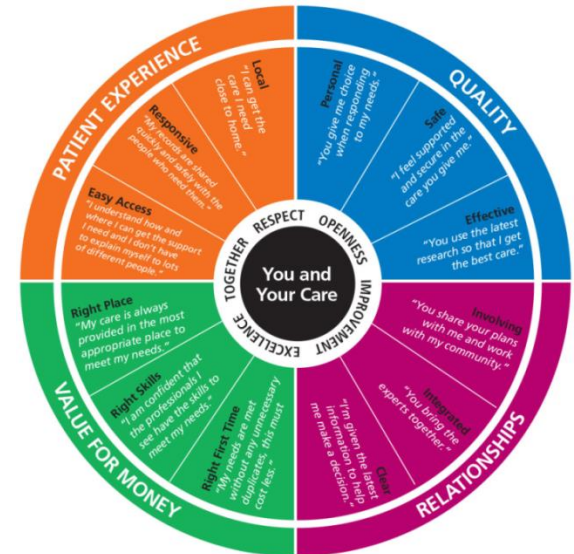 PATIENT EXPERIENCE
Local
"I can get the
care I need
close to home."
Responsive
"My records are shared
quickly and safely with the
people who need them."
Easy Access
"I understand how and
where I can get the support
I need and I don't have
to explain myself to lots
of different people."
QUALITY
Personal
"You give me choice
when responding
to my needs."
Safe
"I feel supported
and secure in the
care you give me."
Effective
"You use the latest
research so that I get
the best care."
TOGETHER RESPECT OPENNESS IMPROVEMENT EXCELLENCE
You and
Your Care
VALUE FOR MONEY
Right Place
"My care is always
provided in the most
appropriate place to
meet my needs."
Right Skills
"I am confident that
the professionals I
see have the skills to
meet my needs."
Right First Time
"My needs are met
without any unnecessary
duplicates, this must
cost less."
RELATIONSHIPS
Involving
"You share your plans
with me and work
with my community."
Integrated
"You bring the
experts together."
Clear
"I'm given the latest
information to help
me make a decision."